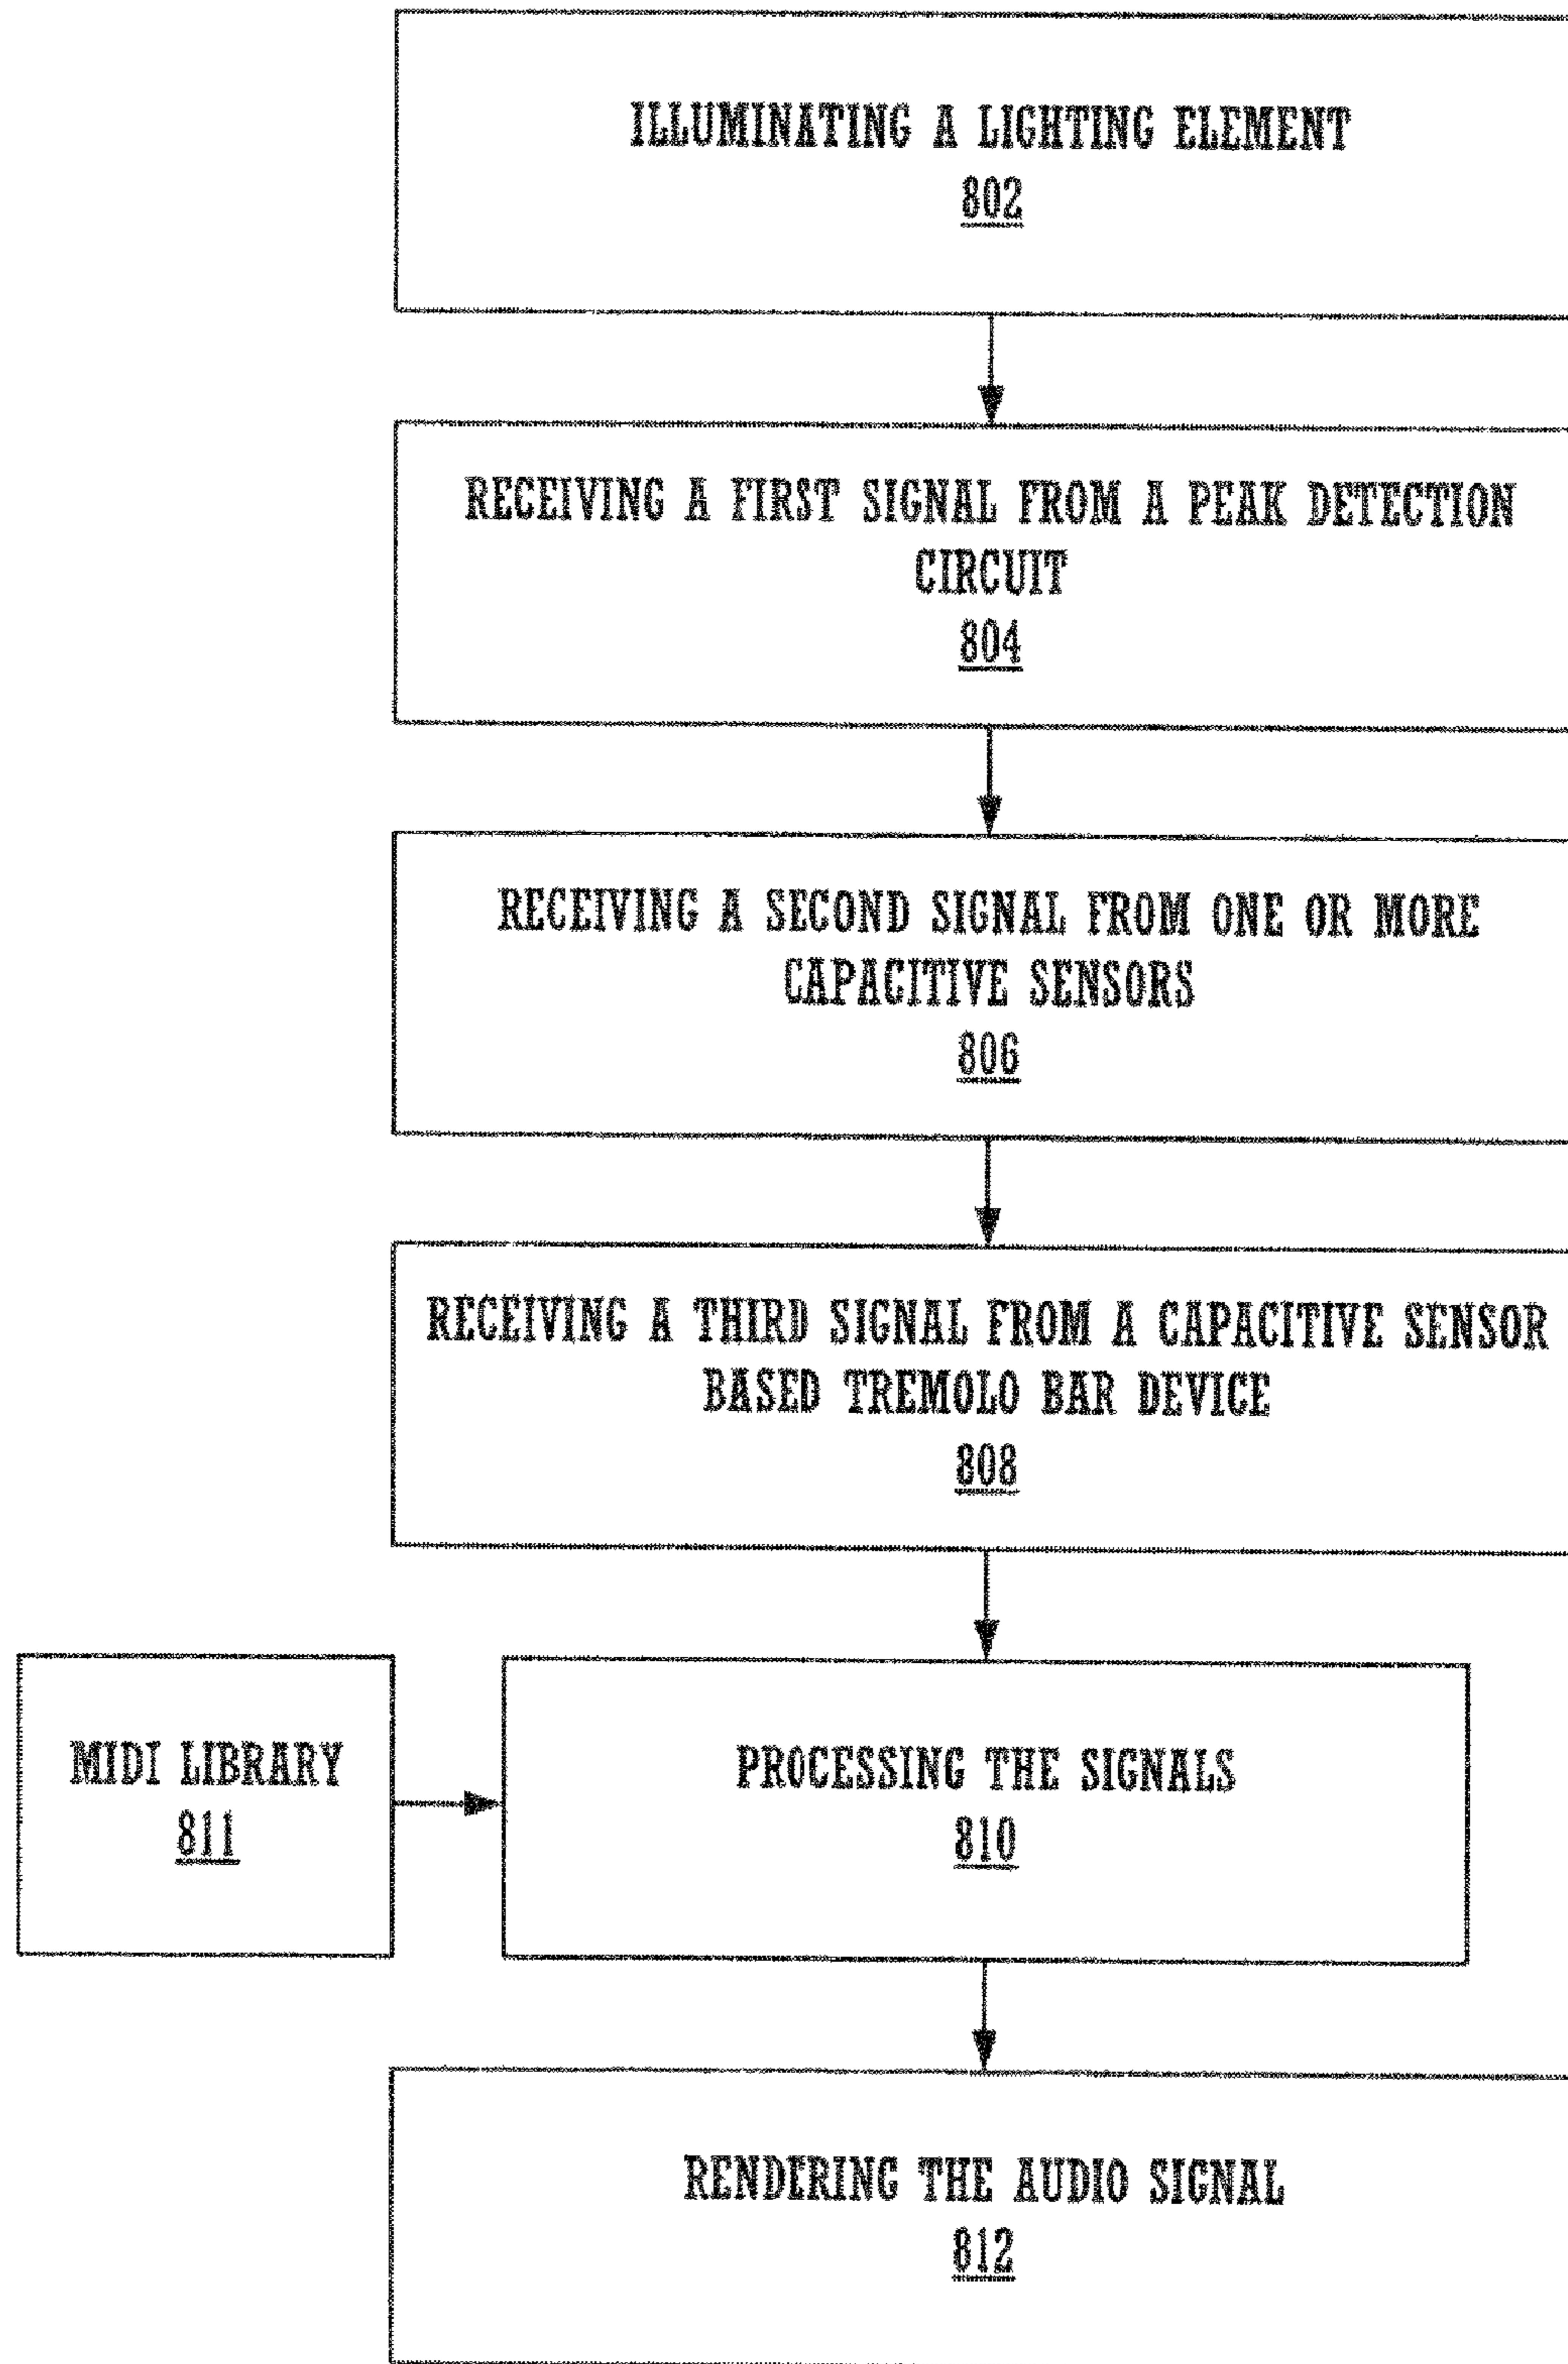 ILLUMINATING A LIGHTING ELEMENT
802
RECEIVING A FIRST SIGNAL FROM A PEAK DETECTION
CIRCUIT
804
RECEIVING A SECOND SIGNAL FROM ONE OR MORE
CAPACITIVE SENSORS
806
RECEIVING A THIRD SIGNAL FROM A CAPACITIVE SENSOR
BASED TREMOLO BAR DEVICE
808
MIDI LIBRARY
811
PROCESSING THE SIGNALS
810
RENDERING THE AUDIO SIGNAL
812